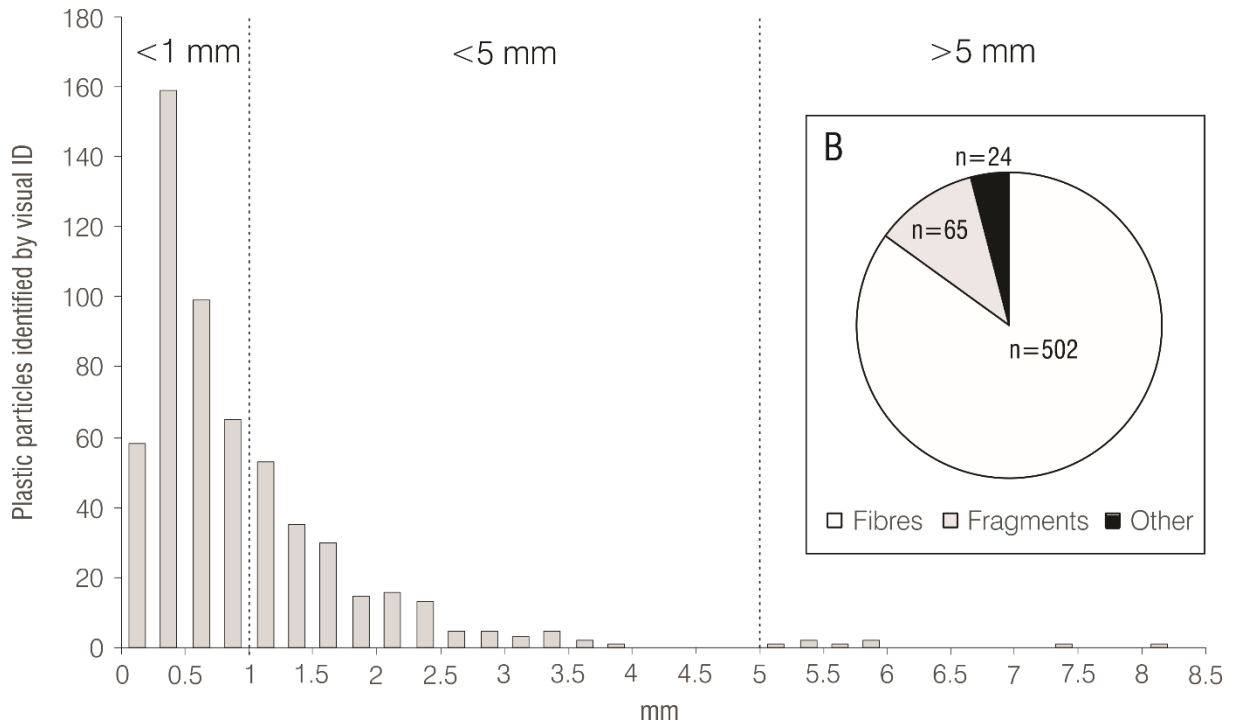 Plastic particles identified by visual ID
180
160
140
120
100
80
60
40
20
0
<1 mm
<5 mm
>5 mm
B
n=24
n=65
n=502
Fibres Fragments Other
0 0.5 1 1.5 2 2.5 3 3.5 4 4.5 5 5.5 6 6.5 7 7.5 8 8.5
mm